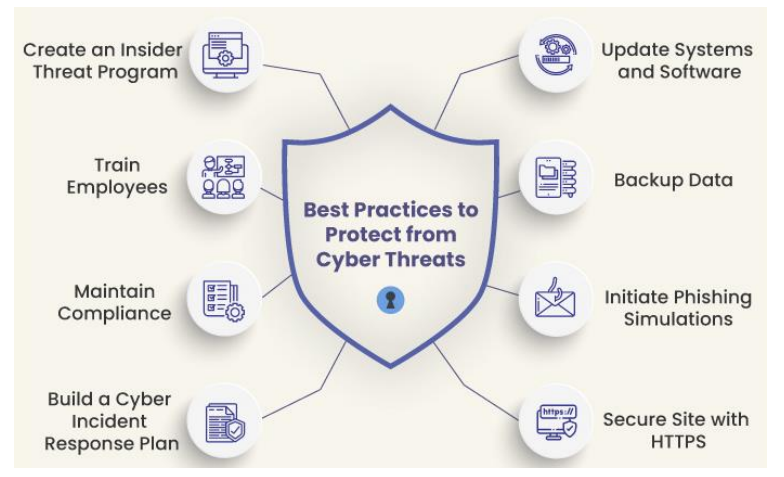 Create an Insider
Threat Program
Update Systems
and Software
Train
Employees
Backup Data
Best Practices to
Protect from
Cyber Threats
Maintain
Compliance
Initiate Phishing
Simulations
Build a Cyber
Incident
Response Plan
https://
Secure Site with
HTTPS